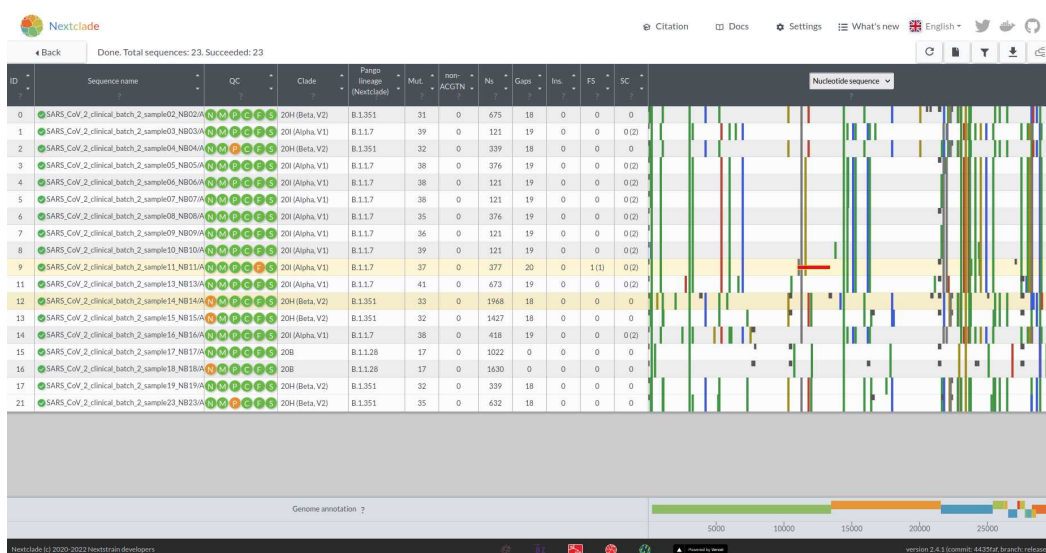 Nextclade
Citation Docs Settings What's new English
Back Done. Total sequences: 23. Succeeded: 23
ID Sequence name QC Clade Pango lineage (Nextclade) Mut. non-ACGTN Ns Gaps Ins. FS SC Nucleotide sequence
? ? ? ? ? ? ? ? ? ? ? ? ?
0 SARS_CoV_2_clinical_batch_2_sample02_NB02/A N M P C F S 20H (Beta, V2) B.1.351 31 0 675 18 0 0 0
1 SARS_CoV_2_clinical_batch_2_sample03_NB03/A N M P C F S 20I (Alpha, V1) B.1.1.7 39 0 121 19 0 0 0 (2)
2 SARS_CoV_2_clinical_batch_2_sample04_NB04/A N M P C F S 20H (Beta, V2) B.1.351 32 0 339 18 0 0 0
3 SARS_CoV_2_clinical_batch_2_sample05_NB05/A N M P C F S 20I (Alpha, V1) B.1.1.7 38 0 376 19 0 0 0 (2)
4 SARS_CoV_2_clinical_batch_2_sample06_NB06/A N M P C F S 20I (Alpha, V1) B.1.1.7 38 0 121 19 0 0 0 (2)
5 SARS_CoV_2_clinical_batch_2_sample07_NB07/A N M P C F S 20I (Alpha, V1) B.1.1.7 38 0 121 19 0 0 0 (2)
6 SARS_CoV_2_clinical_batch_2_sample08_NB08/A N M P C F S 20I (Alpha, V1) B.1.1.7 35 0 376 19 0 0 0 (2)
7 SARS_CoV_2_clinical_batch_2_sample09_NB09/A N M P C F S 20I (Alpha, V1) B.1.1.7 36 0 121 19 0 0 0 (2)
8 SARS_CoV_2_clinical_batch_2_sample10_NB10/A N M P C F S 20I (Alpha, V1) B.1.1.7 39 0 121 19 0 0 0 (2)
9 SARS_CoV_2_clinical_batch_2_sample11_NB11/A N M P C F S 20I (Alpha, V1) B.1.1.7 37 0 377 20 0 1 (1) 0 (2)
11 SARS_CoV_2_clinical_batch_2_sample13_NB13/A N M P C F S 20I (Alpha, V1) B.1.1.7 41 0 673 19 0 0 0 (2)
12 SARS_CoV_2_clinical_batch_2_sample14_NB14/A N M P C F S 20H (Beta, V2) B.1.351 33 0 1968 18 0 0 0
13 SARS_CoV_2_clinical_batch_2_sample15_NB15/A N M P C F S 20H (Beta, V2) B.1.351 32 0 1427 18 0 0 0
14 SARS_CoV_2_clinical_batch_2_sample16_NB16/A N M P C F S 20I (Alpha, V1) B.1.1.7 38 0 418 19 0 0 0 (2)
15 SARS_CoV_2_clinical_batch_2_sample17_NB17/A N M P C F S 20B B.1.1.28 17 0 1022 0 0 0 0
16 SARS_CoV_2_clinical_batch_2_sample18_NB18/A N M P C F S 20B B.1.1.28 17 0 1630 0 0 0 0
17 SARS_CoV_2_clinical_batch_2_sample19_NB19/A N M P C F S 20H (Beta, V2) B.1.351 32 0 339 18 0 0 0
21 SARS_CoV_2_clinical_batch_2_sample23_NB23/A N M P C F S 20H (Beta, V2) B.1.351 35 0 632 18 0 0 0
Genome annotation ?
5000 10000 15000 20000 25000
Nextclade (c) 2020-2022 Nextstrain developers Powered by Vercel version 2.4.1 (commit: 4435faf, branch: release